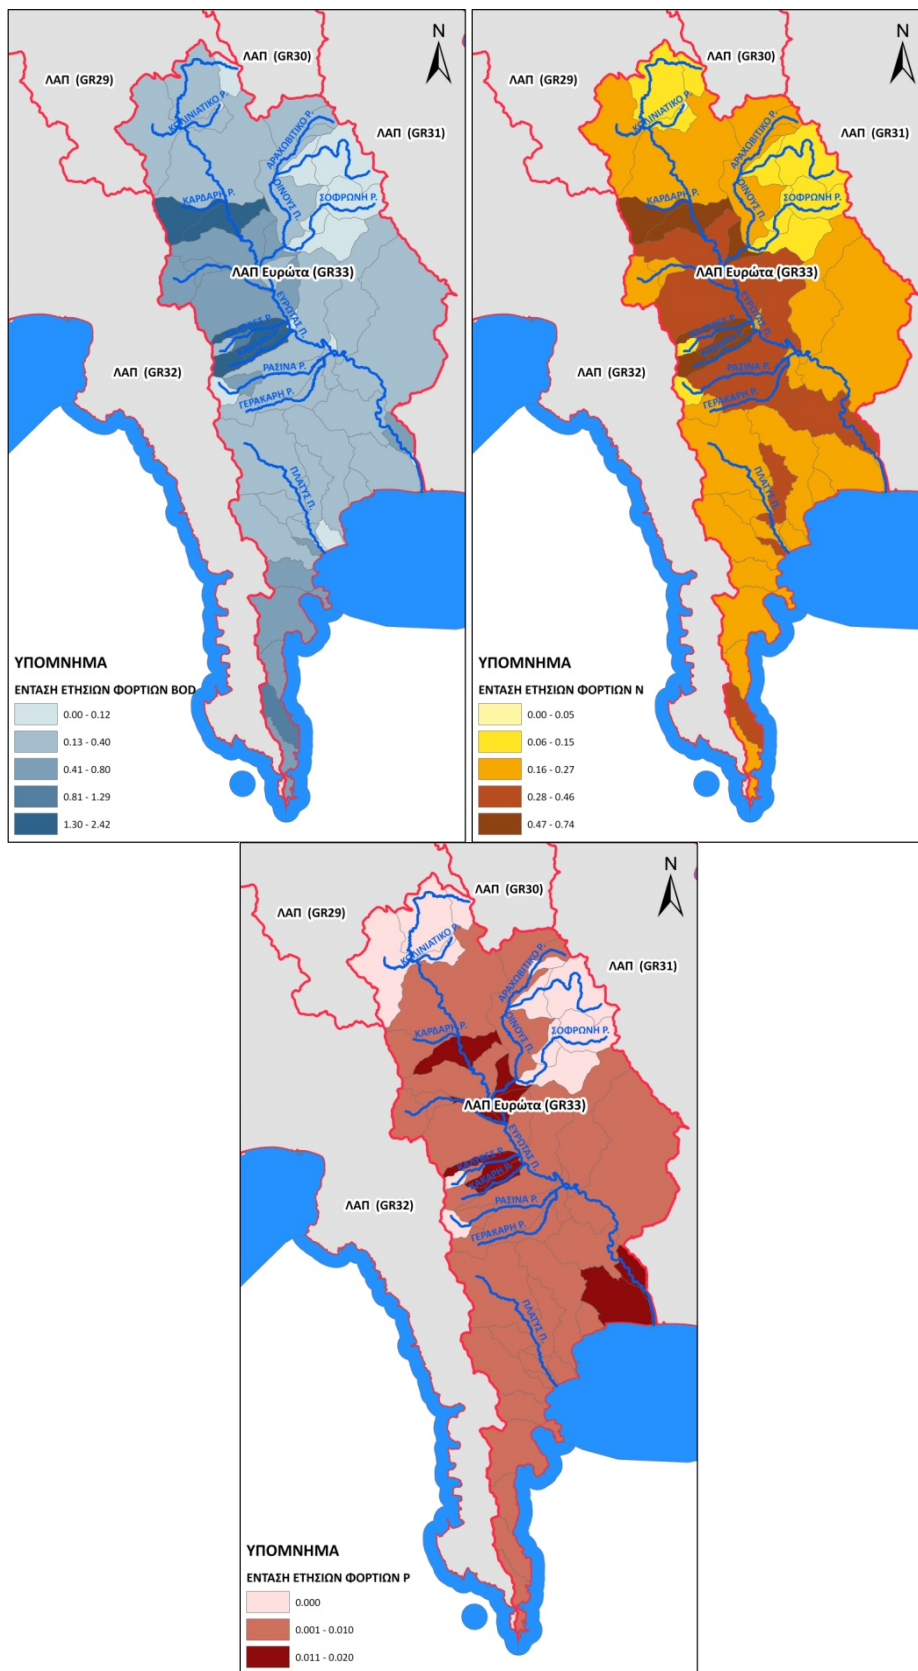 N
ΛΑΠ (GR30)
ΛΑΠ (GR29)
ΛΑΠ (GR31)
ΚΟΛΙΝΙΑΤΙΚΟ Ρ.
ΑΡΑΧΟΒΙΤΙΚΟ Ρ.
ΟΙΝΟΥΣ Π.
ΣΟΦΡΩΝΗ Ρ.
ΚΑΡΔΑΡΗ Ρ.
ΛΑΠ Ευρώτα (GR33)
ΕΥΡΩΤΑΣ Π.
ΚΑΚΑΡΗ Ρ.
ΛΑΠ (GR32)
ΡΑΣΙΝΑ Ρ.
ΓΕΡΑΚΑΡΗ Ρ.
ΠΛΑΤΥΣ Π.
ΥΠΟΜΝΗΜΑ
ΕΝΤΑΣΗ ΕΤΗΣΙΩΝ ΦΟΡΤΙΩΝ BOD
0.00 - 0.12
0.13 - 0.40
0.41 - 0.80
0.81 - 1.29
1.30 - 2.42
N
ΛΑΠ (GR30)
ΛΑΠ (GR29)
ΛΑΠ (GR31)
ΚΟΛΙΝΙΑΤΙΚΟ Ρ.
ΑΡΑΧΟΒΙΤΙΚΟ Ρ.
ΟΙΝΟΥΣ Π.
ΣΟΦΡΩΝΗ Ρ.
ΚΑΡΔΑΡΗ Ρ.
ΛΑΠ Ευρώτα (GR33)
ΕΥΡΩΤΑΣ Π.
ΚΑΚΑΡΗ Ρ.
ΛΑΠ (GR32)
ΡΑΣΙΝΑ Ρ.
ΓΕΡΑΚΑΡΗ Ρ.
ΠΛΑΤΥΣ Π.
ΥΠΟΜΝΗΜΑ
ΕΝΤΑΣΗ ΕΤΗΣΙΩΝ ΦΟΡΤΙΩΝ N
0.00 - 0.05
0.06 - 0.15
0.16 - 0.27
0.28 - 0.46
0.47 - 0.74
N
ΛΑΠ (GR30)
ΛΑΠ (GR29)
ΛΑΠ (GR31)
ΚΟΛΙΝΙΑΤΙΚΟ Ρ.
ΑΡΑΧΟΒΙΤΙΚΟ Ρ.
ΟΙΝΟΥΣ Π.
ΣΟΦΡΩΝΗ Ρ.
ΚΑΡΔΑΡΗ Ρ.
ΛΑΠ Ευρώτα (GR33)
ΕΥΡΩΤΑΣ Π.
ΚΑΚΑΡΗ Ρ.
ΛΑΠ (GR32)
ΡΑΣΙΝΑ Ρ.
ΓΕΡΑΚΑΡΗ Ρ.
ΠΛΑΤΥΣ Π.
ΥΠΟΜΝΗΜΑ
ΕΝΤΑΣΗ ΕΤΗΣΙΩΝ ΦΟΡΤΙΩΝ P
0.000
0.001 - 0.010
0.011 - 0.020